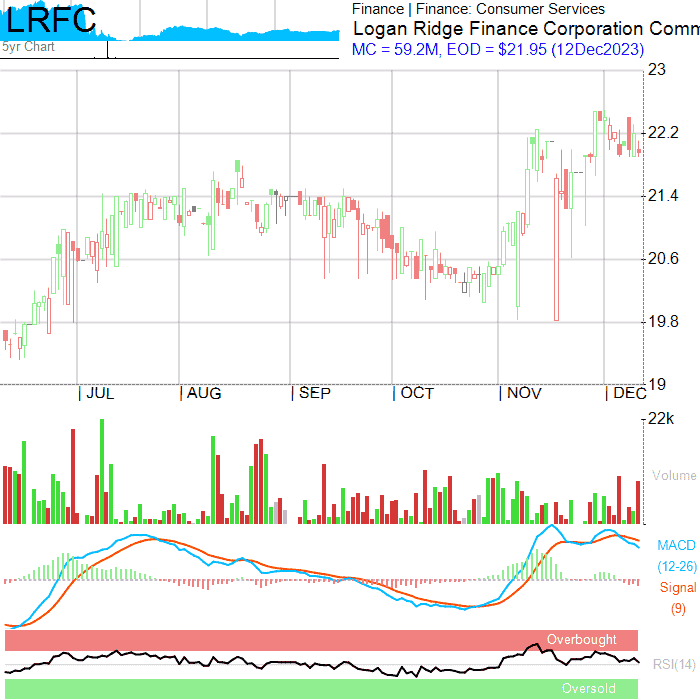 LRFC
Finance | Finance: Consumer Services
Logan Ridge Finance Corporation Comm
5yr Chart
MC = 59.2M, EOD = $21.95 (12Dec2023)
23
22.2
21.4
20.6
19.8
19
| JUL | AUG | SEP | OCT | NOV | DEC
22k
Volume
MACD
(12-26)
Signal
(9)
Overbought
RSI(14)
Oversold